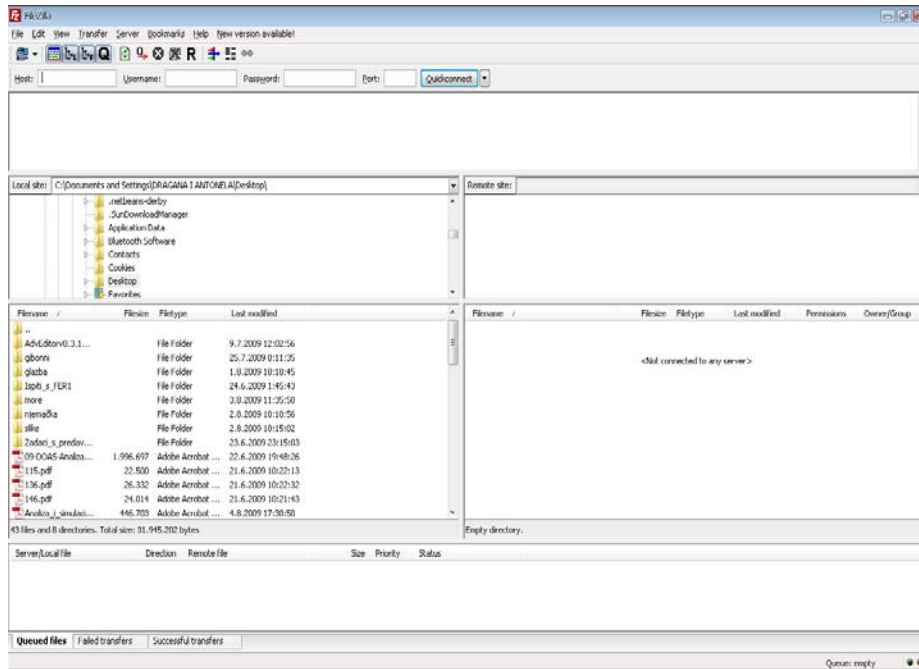 FileZilla
File Edit View Transfer Server Bookmarks Help New version available!
Host: Username: Password: Port: Quickconnect
Local site: C:\Documents and Settings\DRAGANA I ANTONELA\Desktop\
Remote site:
.netbeans-derby
.SunDownloadManager
Application Data
Bluetooth Software
Contacts
Cookies
Desktop
Favorites
Filename / Filesize Filetype Last modified
..
AdvEditorv0.3.1... File Folder 9.7.2009 12:02:56
gibonni File Folder 25.7.2009 0:11:35
glazba File Folder 1.8.2009 10:10:45
Ispiti_s_FER1 File Folder 24.6.2009 1:45:43
more File Folder 3.8.2009 11:35:50
njemačka File Folder 2.8.2009 10:10:56
slike File Folder 2.8.2009 10:15:02
Zadaci_s_predav... File Folder 23.6.2009 23:15:03
09-OOAS-Analiza... 1.996.697 Adobe Acrobat ... 22.6.2009 19:48:26
115.pdf 22.500 Adobe Acrobat ... 21.6.2009 10:22:13
136.pdf 26.332 Adobe Acrobat ... 21.6.2009 10:22:32
146.pdf 24.014 Adobe Acrobat ... 21.6.2009 10:21:43
Analiza_i_simulaci... 446.703 Adobe Acrobat ... 4.8.2009 17:30:50
43 files and 8 directories. Total size: 31.945.202 bytes
Filename / Filesize Filetype Last modified Permissions Owner/Group
<Not connected to any server>
Empty directory.
Server/Local file Direction Remote file Size Priority Status
Queued files Failed transfers Successful transfers
Queue: empty